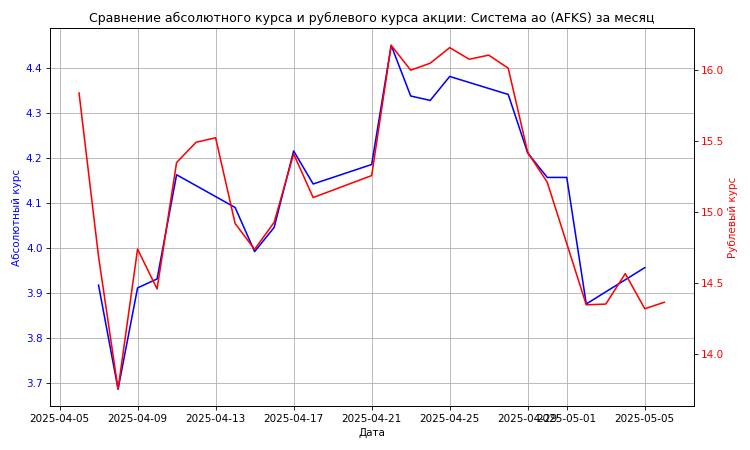 Сравнение абсолютного курса и рублевого курса акции: Система ао (AFKS) за месяц
Абсолютный курс
4.4
4.3
4.2
4.1
4.0
3.9
3.8
3.7
16.0
15.5
15.0
14.5
14.0
Рублевый курс
2025-04-05 2025-04-09 2025-04-13 2025-04-17 2025-04-21 2025-04-25 2025-04-29 2025-05-01 2025-05-05
Дата